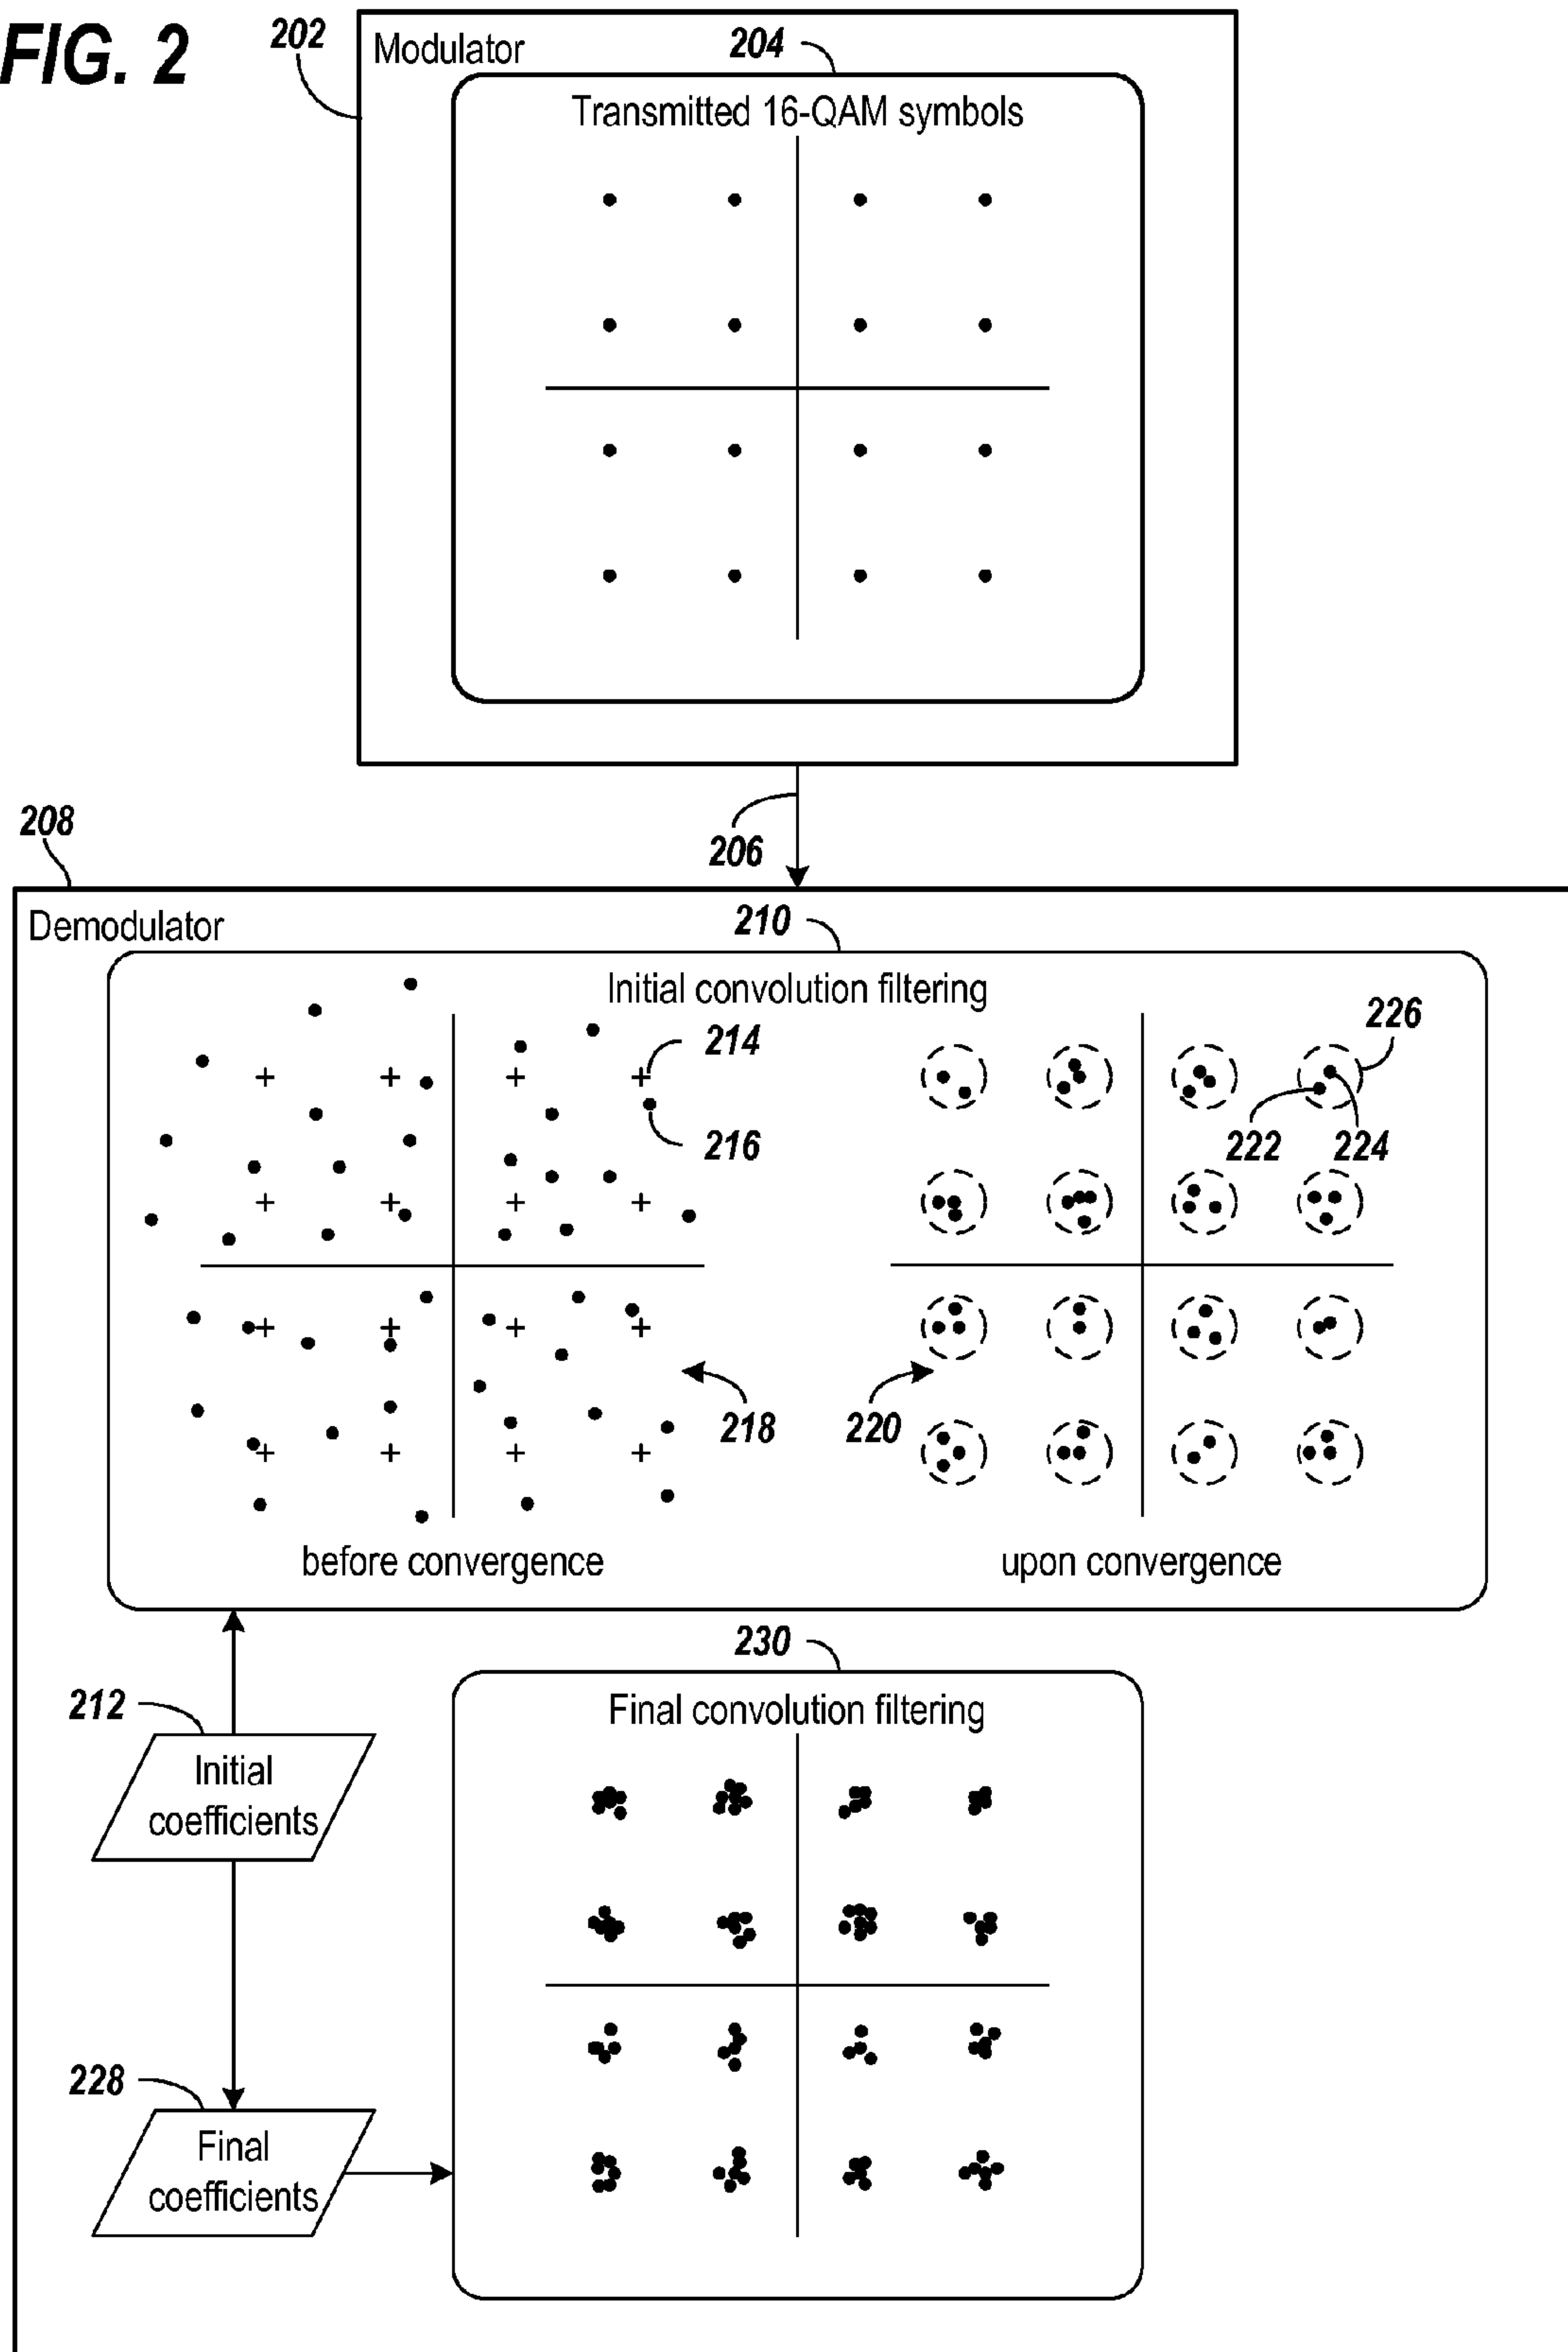 FIG. 2
202
Modulator
204
Transmitted 16-QAM symbols
206
208
Demodulator
210
Initial convolution filtering
214
216
226
222
224
218
220
before convergence
upon convergence
230
212
Initial
coefficients
Final convolution filtering
228
Final
coefficients